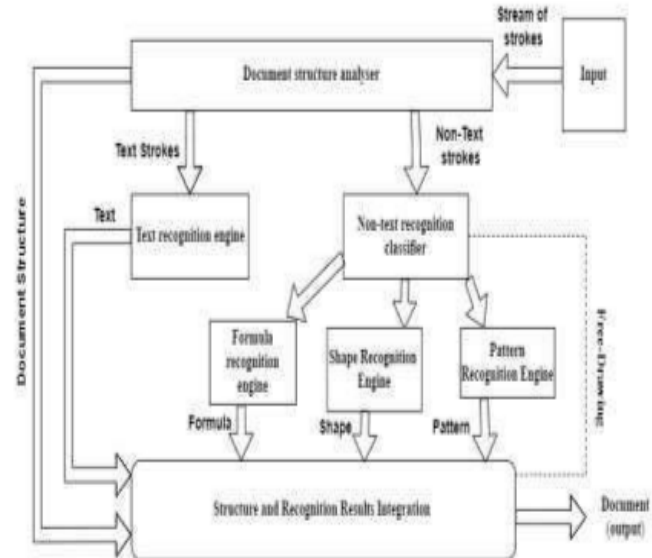 Stream of
strokes
Document structure analyser
Input
Text Strokes
Non-Text
strokes
Text
Text recognition engine
Non-text recognition
classifier
Document Structure
Free-Drawing
Formula
recognition
engine
Shape Recognition
Engine
Pattern
Recognition Engine
Formula
Shape
Pattern
Structure and Recognition Results Integration
Document
(output)